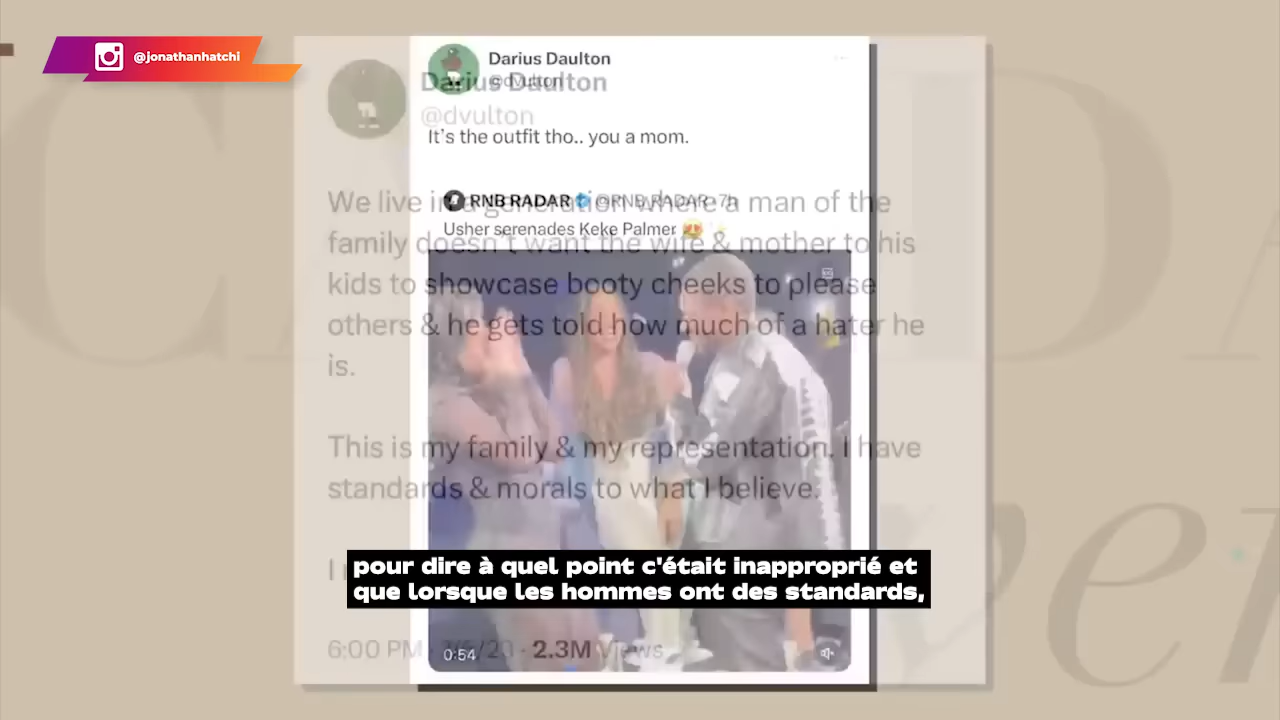 @jonathanhatchi
Darius Daulton
@dvulton
It's the outfit tho.. you a mom.
RNB RADAR @RNB_RADAR · 7h
Usher serenades Keke Palmer
0:54
Darius Daulton
@dvulton
We live in a generation where a man of the
family doesn't want the wife & mother to his
kids to showcase booty cheeks to please
others & he gets told how much of a hater he
is.
This is my family & my representation. I have
standards & morals to what I believe.
I
6:00 PM · 2.3M Views
pour dire à quel point c'était inapproprié et
que lorsque les hommes ont des standards,